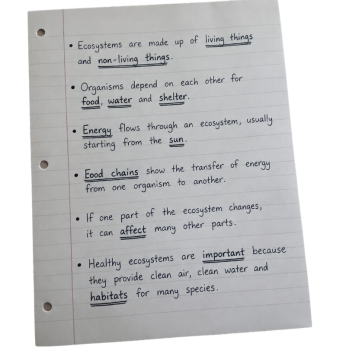 • Ecosystems are made up of living things
and non-living things.
• Organisms depend on each other for
food, water and shelter.
• Energy flows through an ecosystem, usually
starting from the sun.
• Food chains show the transfer of energy
from one organism to another.
• If one part of the ecosystem changes,
it can affect many other parts.
• Healthy ecosystems are important because
they provide clean air, clean water and
habitats for many species.